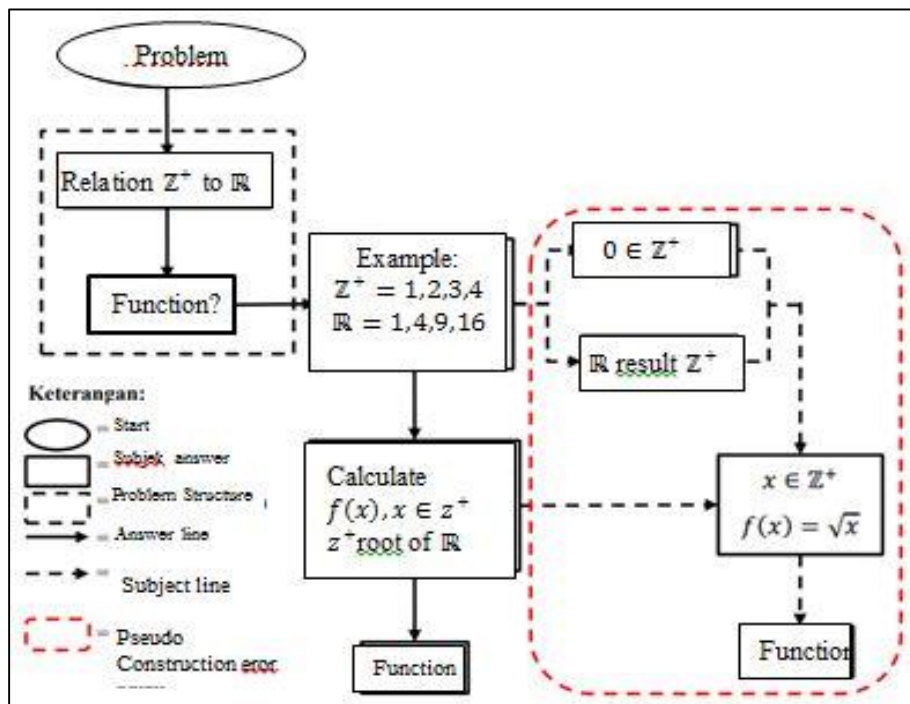 Problem
Relation ℤ⁺ to ℝ
Function?
Example:
ℤ⁺ = 1,2,3,4
ℝ = 1,4,9,16
0 ∈ ℤ⁺
ℝ result ℤ⁺
Calculate
f(x), x ∈ z⁺
z⁺root of ℝ
x ∈ ℤ⁺
f(x) = √x
Function
Function
Keterangan:
= Start
= Subjek answer
= Problem Structure
= Answer line
= Subject line
= Pseudo
Construction eror